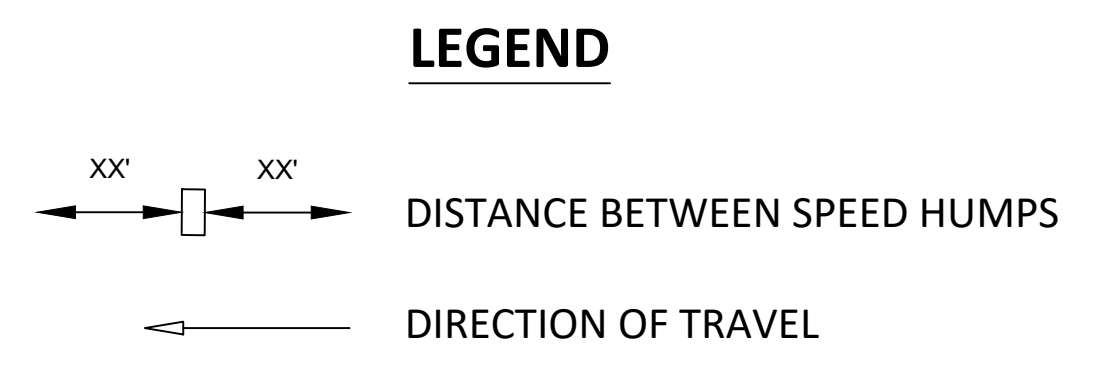 LEGEND
XX' XX'
DISTANCE BETWEEN SPEED HUMPS
DIRECTION OF TRAVEL